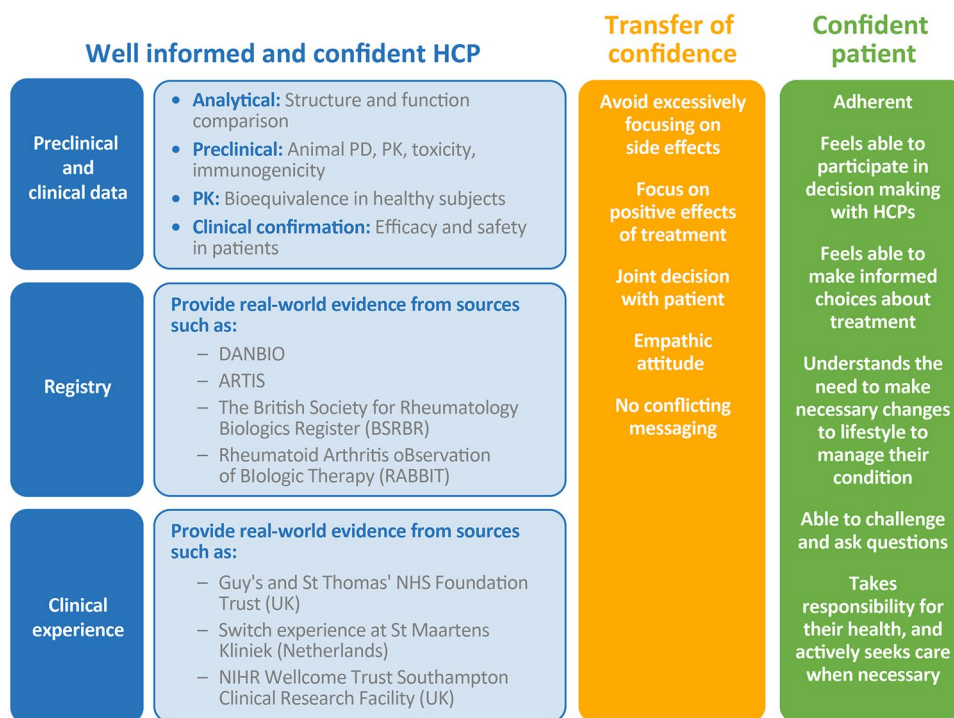 Well informed and confident HCP
Preclinical
and
clinical data
• Analytical: Structure and function
comparison
• Preclinical: Animal PD, PK, toxicity,
immunogenicity
• PK: Bioequivalence in healthy subjects
• Clinical confirmation: Efficacy and safety
in patients
Registry
Provide real-world evidence from sources
such as:
– DANBIO
– ARTIS
– The British Society for Rheumatology
Biologics Register (BSRBR)
– Rheumatoid Arthritis oBservation
of BIologic Therapy (RABBIT)
Clinical
experience
Provide real-world evidence from sources
such as:
– Guy's and St Thomas' NHS Foundation
Trust (UK)
– Switch experience at St Maartens
Kliniek (Netherlands)
– NIHR Wellcome Trust Southampton
Clinical Research Facility (UK)
Transfer of
confidence
Avoid excessively
focusing on
side effects
Focus on
positive effects
of treatment
Joint decision
with patient
Empathic
attitude
No conflicting
messaging
Confident
patient
Adherent
Feels able to
participate in
decision making
with HCPs
Feels able to
make informed
choices about
treatment
Understands the
need to make
necessary changes
to lifestyle to
manage their
condition
Able to challenge
and ask questions
Takes
responsibility for
their health, and
actively seeks care
when necessary